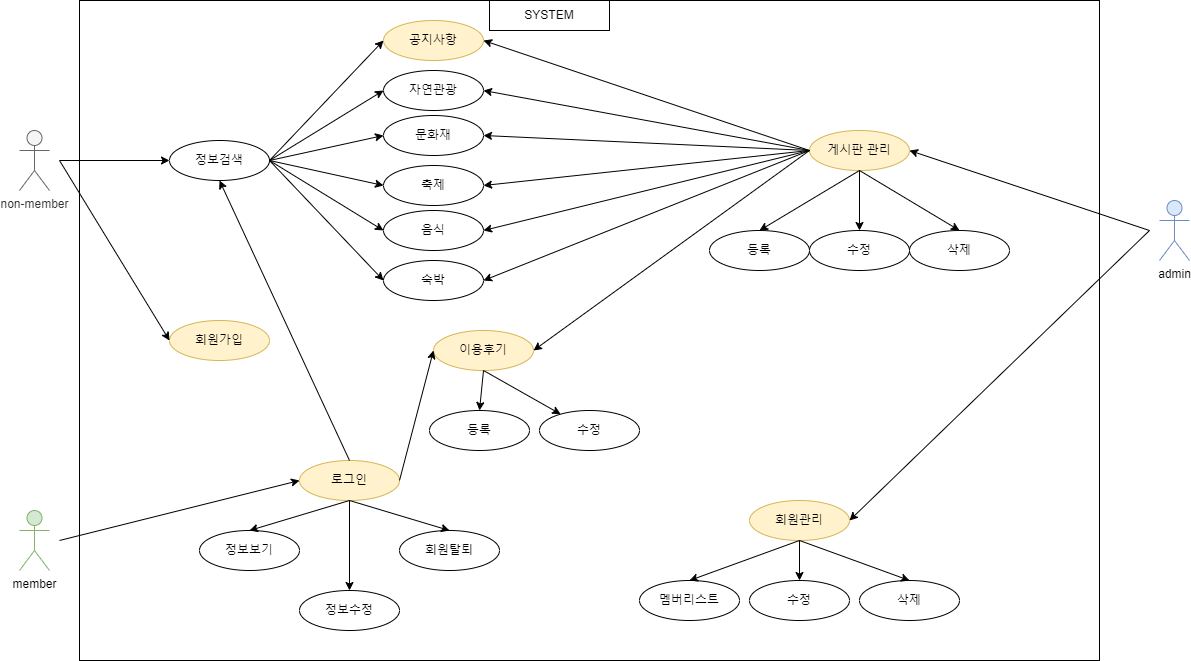 SYSTEM
공지사항
자연관광
문화재
정보검색
게시판 관리
축제
non-member
음식
등록
수정
삭제
admin
숙박
회원가입
이용후기
등록
수정
로그인
회원관리
정보보기
회원탈퇴
member
멤버리스트
수정
삭제
정보수정